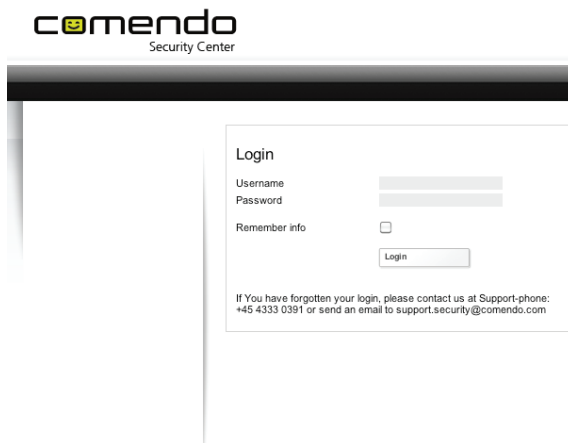 comendo
Security Center
Login
Username
Password
Remember info
Login
If You have forgotten your login, please contact us at Support-phone:
+45 4333 0391 or send an email to support.security@comendo.com